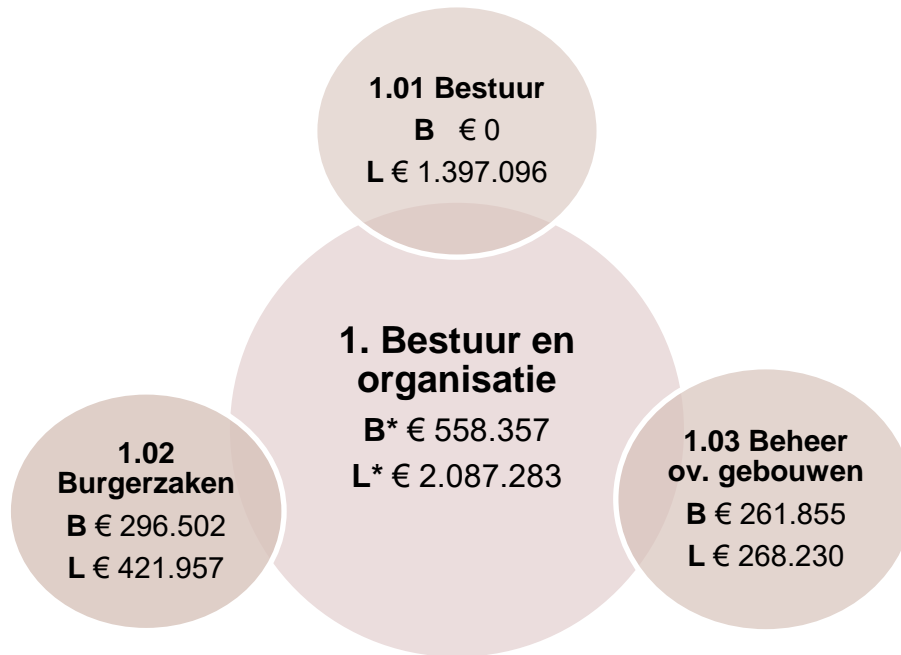 1.01 Bestuur
B € 0
L € 1.397.096
1. Bestuur en
organisatie
B* € 558.357
L* € 2.087.283
1.02
Burgerzaken
B € 296.502
L € 421.957
1.03 Beheer
ov. gebouwen
B € 261.855
L € 268.230